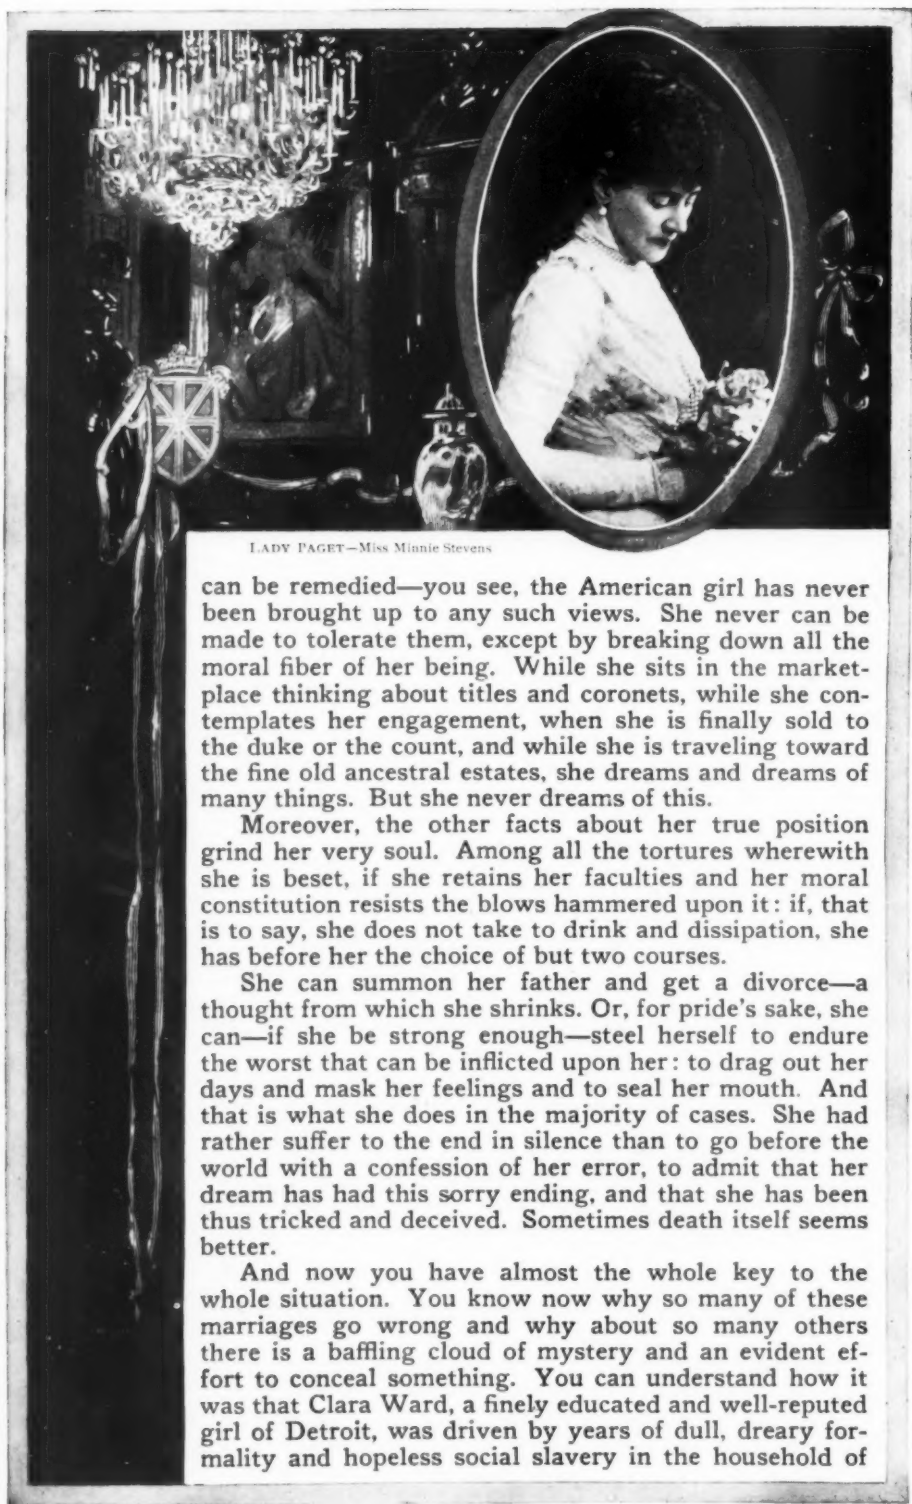 LADY PAGET—Miss Minnie Stevens
can be remedied—you see, the American girl has never
been brought up to any such views. She never can be
made to tolerate them, except by breaking down all the
moral fiber of her being. While she sits in the market-
place thinking about titles and coronets, while she con-
templates her engagement, when she is finally sold to
the duke or the count, and while she is traveling toward
the fine old ancestral estates, she dreams and dreams of
many things. But she never dreams of this.
Moreover, the other facts about her true position
grind her very soul. Among all the tortures wherewith
she is beset, if she retains her faculties and her moral
constitution resists the blows hammered upon it: if, that
is to say, she does not take to drink and dissipation, she
has before her the choice of but two courses.
She can summon her father and get a divorce—a
thought from which she shrinks. Or, for pride's sake, she
can—if she be strong enough—steel herself to endure
the worst that can be inflicted upon her: to drag out her
days and mask her feelings and to seal her mouth. And
that is what she does in the majority of cases. She had
rather suffer to the end in silence than to go before the
world with a confession of her error, to admit that her
dream has had this sorry ending, and that she has been
thus tricked and deceived. Sometimes death itself seems
better.
And now you have almost the whole key to the
whole situation. You know now why so many of these
marriages go wrong and why about so many others
there is a baffling cloud of mystery and an evident ef-
fort to conceal something. You can understand how it
was that Clara Ward, a finely educated and well-reputed
girl of Detroit, was driven by years of dull, dreary for-
mality and hopeless social slavery in the household of